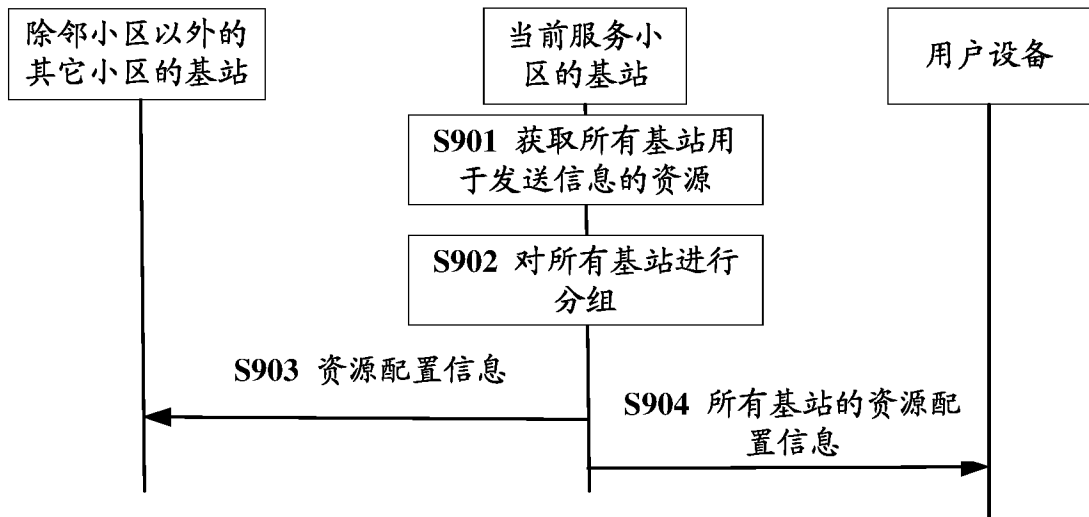 除邻小区以外的
其它小区的基站
当前服务小
区的基站
用户设备
S901 获取所有基站用
于发送信息的资源
S902 对所有基站进行
分组
S903 资源配置信息
S904 所有基站的资源配
置信息